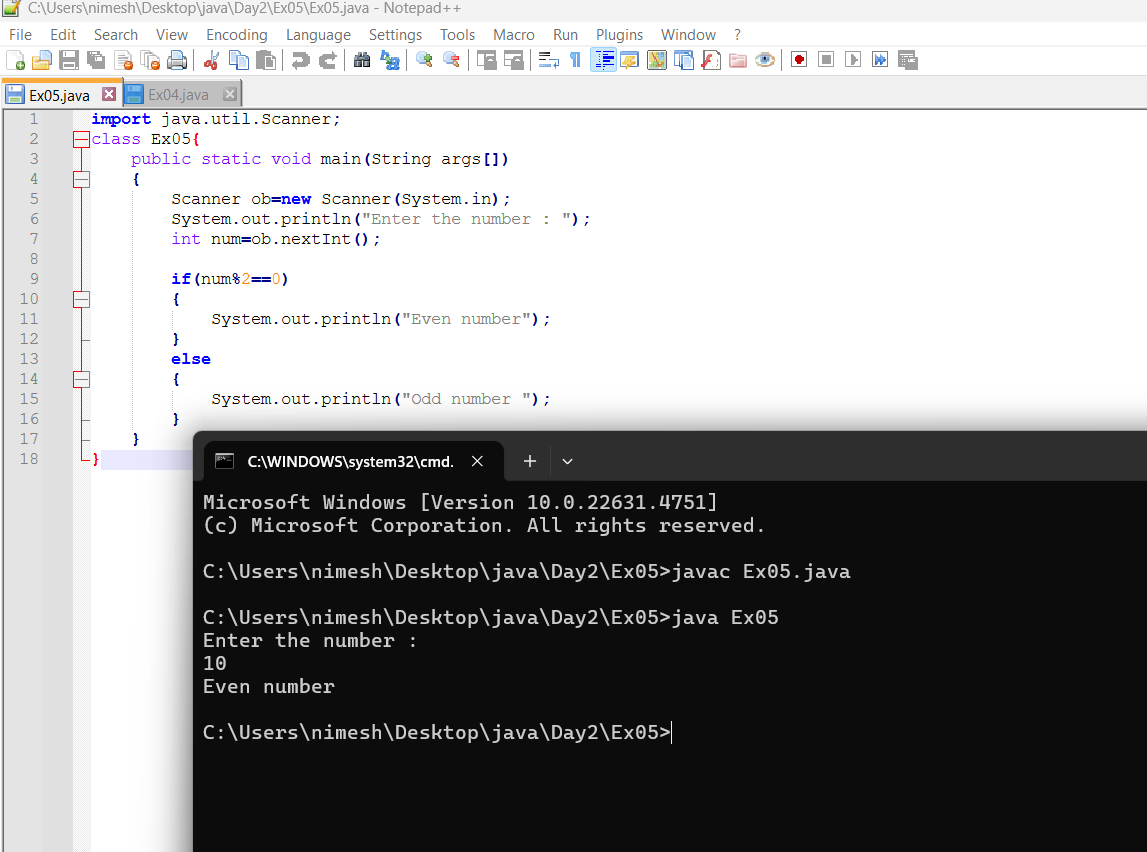 C:\Users\nimesh\Desktop\java\Day2\Ex05\Ex05.java - Notepad++
File Edit Search View Encoding Language Settings Tools Macro Run Plugins Window ?
Ex05.java Ex04.java
1 import java.util.Scanner;
2 class Ex05{
3 public static void main(String args[])
4 {
5 Scanner ob=new Scanner(System.in);
6 System.out.println("Enter the number : ");
7 int num=ob.nextInt();
8
9 if(num%2==0)
10 {
11 System.out.println("Even number");
12 }
13 else
14 {
15 System.out.println("Odd number ");
16 }
17 }
18 }
C:\WINDOWS\system32\cmd.
Microsoft Windows [Version 10.0.22631.4751]
(c) Microsoft Corporation. All rights reserved.
C:\Users\nimesh\Desktop\java\Day2\Ex05>javac Ex05.java
C:\Users\nimesh\Desktop\java\Day2\Ex05>java Ex05
Enter the number :
10
Even number
C:\Users\nimesh\Desktop\java\Day2\Ex05>